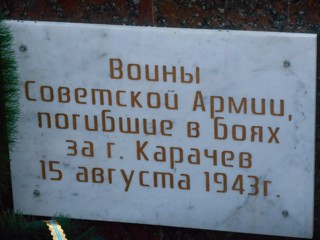 Воины
Советской Армии,
погибшие в боях
за г. Карачев
15 августа 1943г.